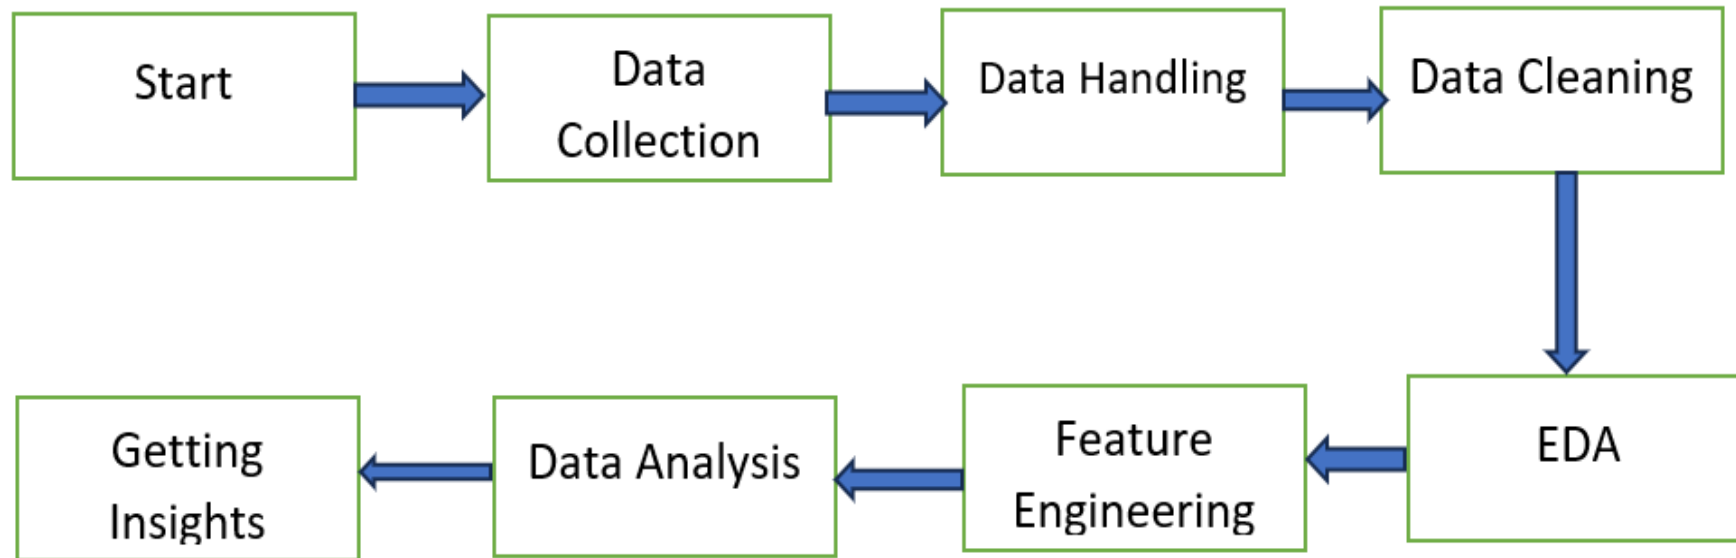 Start
Data
Collection
Data Handling
Data Cleaning
EDA
Feature
Engineering
Data Analysis
Getting
Insights